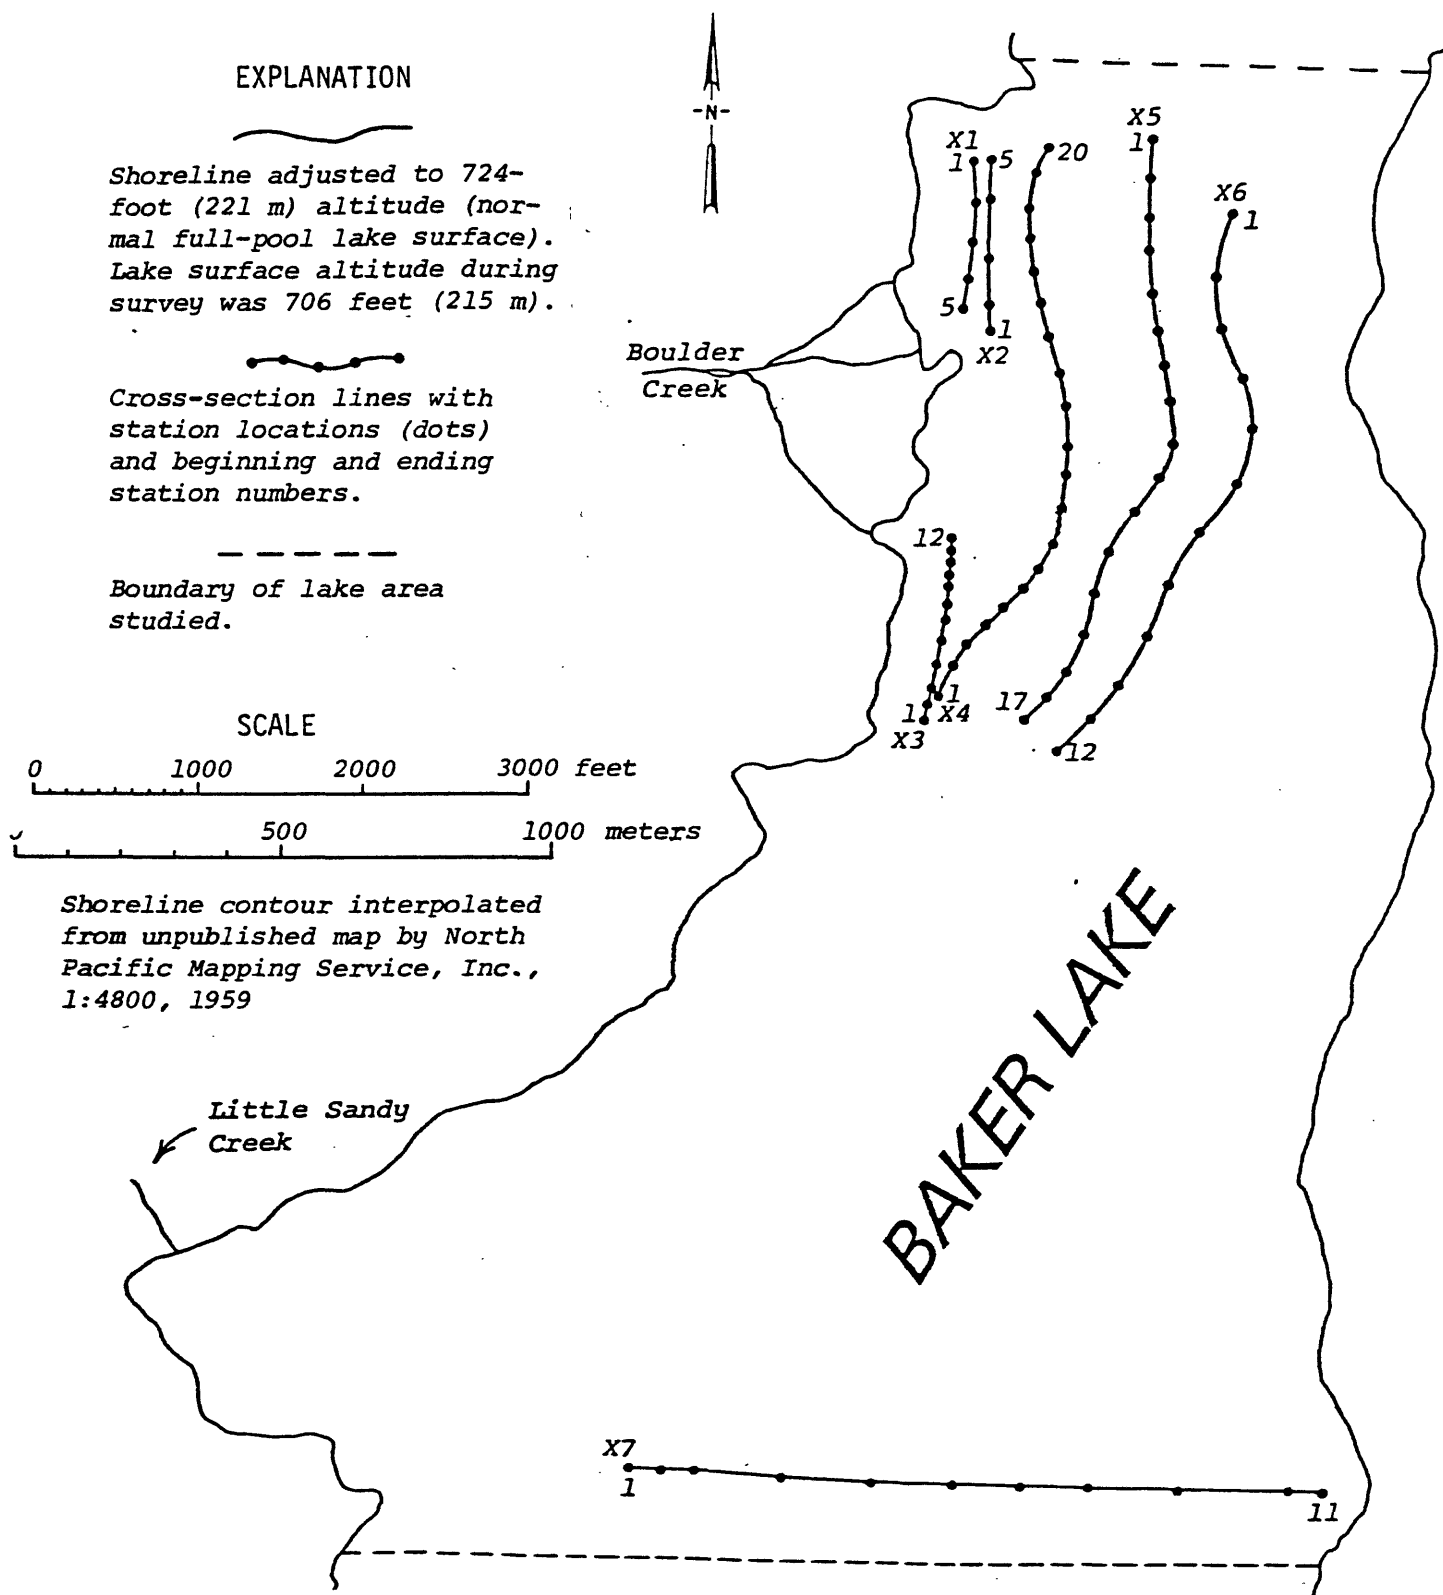 EXPLANATION
Shoreline adjusted to 724-
foot (221 m) altitude (nor-
mal full-pool lake surface).
Lake surface altitude during
survey was 706 feet (215 m).
Cross-section lines with
station locations (dots)
and beginning and ending
station numbers.
Boundary of lake area
studied.
SCALE
0 1000 2000 3000 feet
500 1000 meters
Shoreline contour interpolated
from unpublished map by North
Pacific Mapping Service, Inc.,
1:4800, 1959
-N-
X1
1
5
5
1
X2
20
X5
1
X6
1
Boulder
Creek
12
1
X4
1
X3
17
12
Little Sandy
Creek
BAKER LAKE
X7
1
11